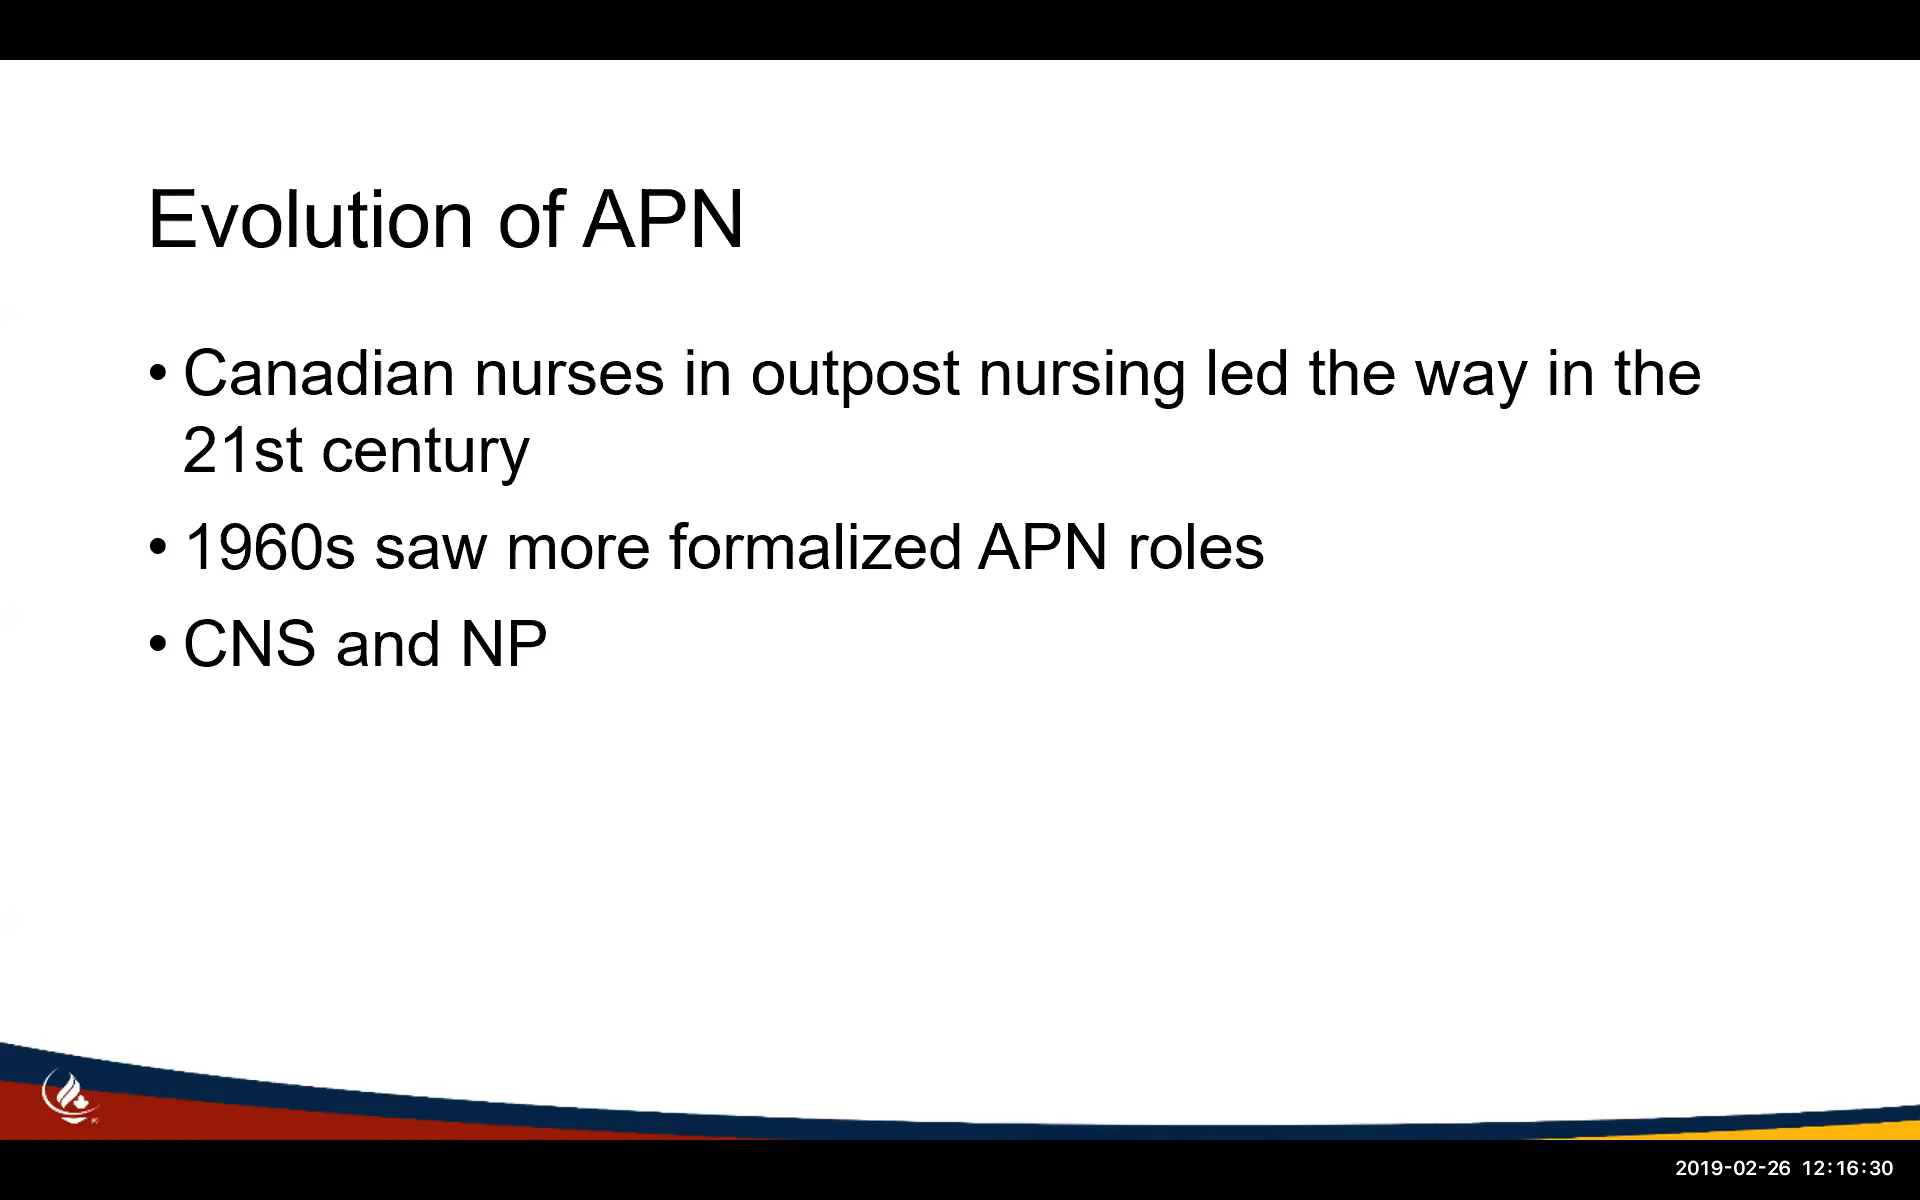 Evolution of APN
• Canadian nurses in outpost nursing led the way in the
21st century
• 1960s saw more formalized APN roles
• CNS and NP
2019-02-26 12:16:30